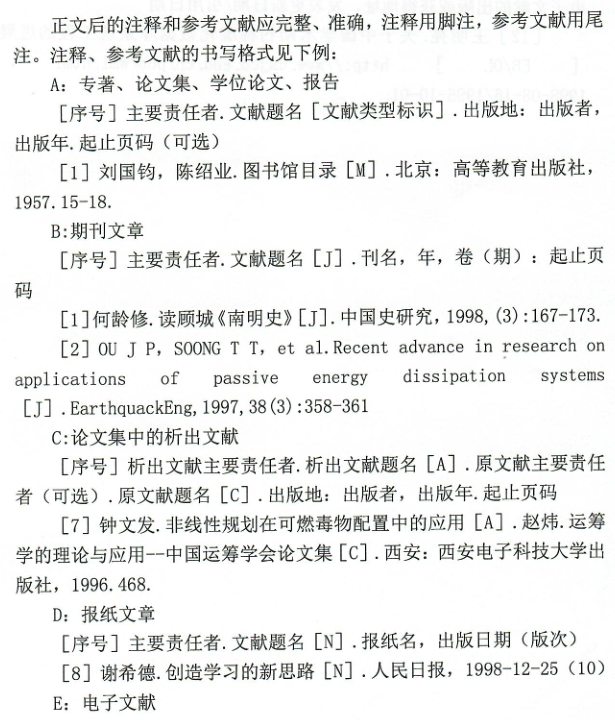 正文后的注释和参考文献应完整、准确，注释用脚注，参考文献用尾
注。注释、参考文献的书写格式见下例：
A：专著、论文集、学位论文、报告
［序号］主要责任者.文献题名［文献类型标识］.出版地：出版者，
出版年.起止页码（可选）
［1］刘国钧，陈绍业.图书馆目录［M］.北京：高等教育出版社，
1957.15-18.
B:期刊文章
［序号］主要责任者.文献题名［J］.刊名，年，卷（期）：起止页
码
[1]何龄修.读顾城《南明史》[J].中国史研究,1998,(3):167-173.
［2］OU J P，SOONG T T，et al.Recent advance in research on
applications of passive energy dissipation systems
［J］.EarthquackEng,1997,38(3):358-361
C:论文集中的析出文献
［序号］析出文献主要责任者.析出文献题名［A］.原文献主要责任
者（可选）.原文献题名［C］.出版地：出版者，出版年.起止页码
［7］钟文发.非线性规划在可燃毒物配置中的应用［A］.赵炜.运筹
学的理论与应用--中国运筹学会论文集［C］.西安：西安电子科技大学出
版社，1996.468.
D：报纸文章
［序号］主要责任者.文献题名［N］.报纸名，出版日期（版次）
［8］谢希德.创造学习的新思路［N］.人民日报，1998-12-25（10）
E：电子文献